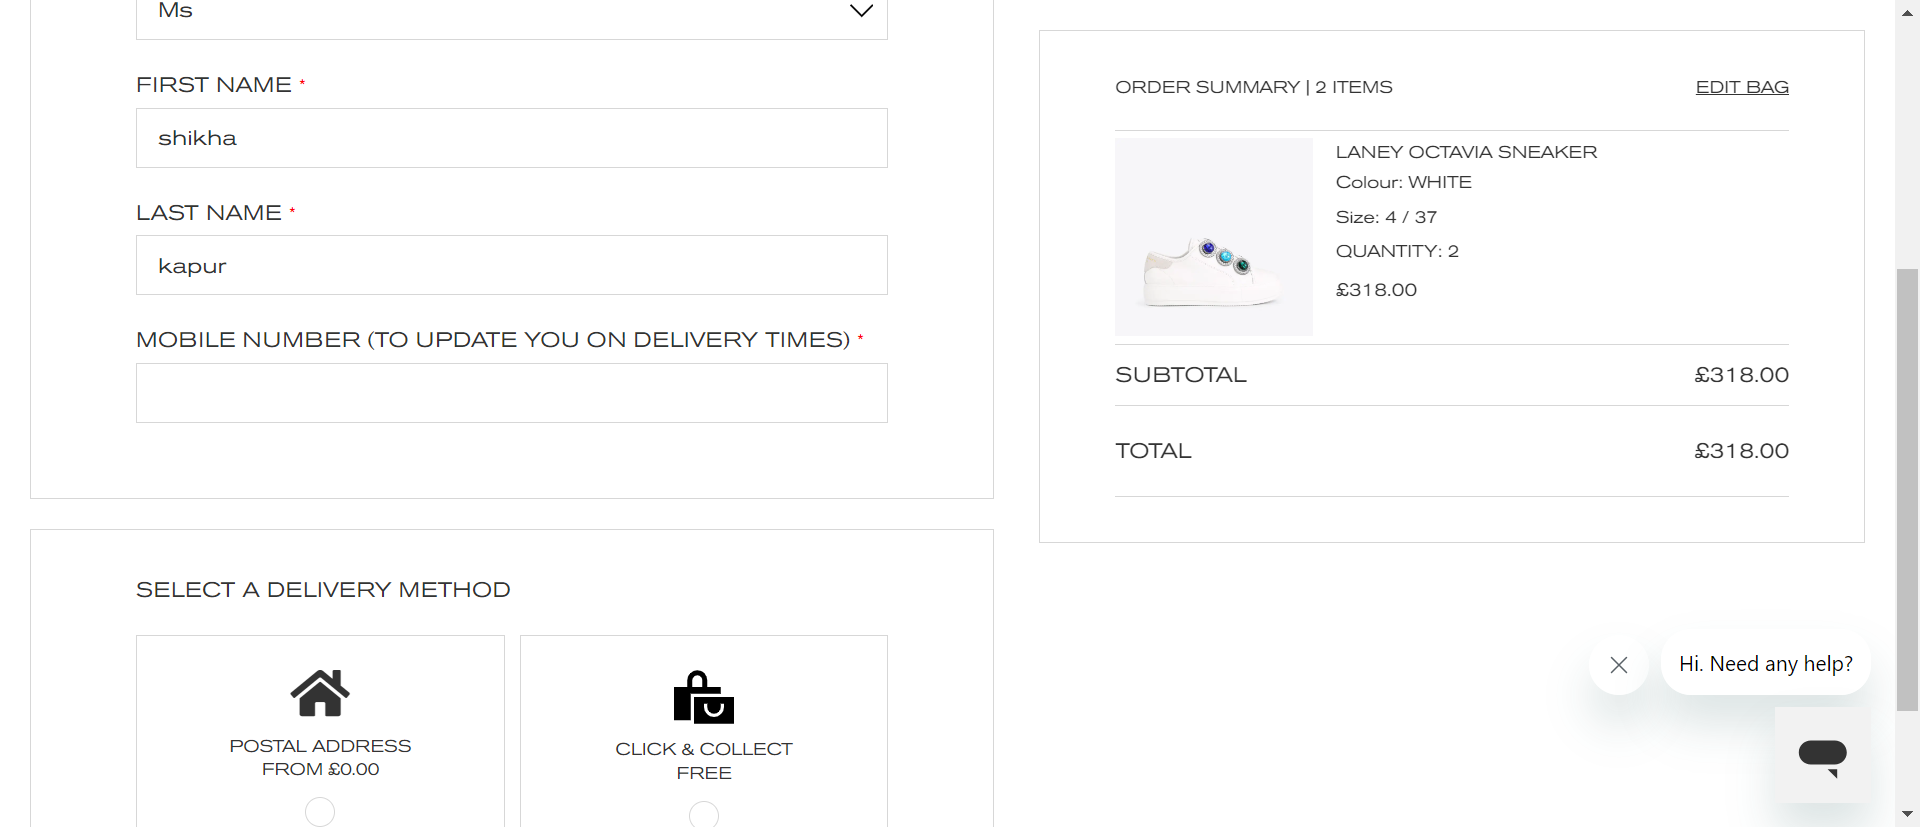 Ms
FIRST NAME *
shikha
LAST NAME *
kapur
MOBILE NUMBER (TO UPDATE YOU ON DELIVERY TIMES) *
SELECT A DELIVERY METHOD
POSTAL ADDRESS
FROM £0.00
CLICK & COLLECT
FREE
ORDER SUMMARY | 2 ITEMS
EDIT BAG
LANEY OCTAVIA SNEAKER
Colour: WHITE
Size: 4 / 37
QUANTITY: 2
£318.00
SUBTOTAL £318.00
TOTAL £318.00
Hi. Need any help?